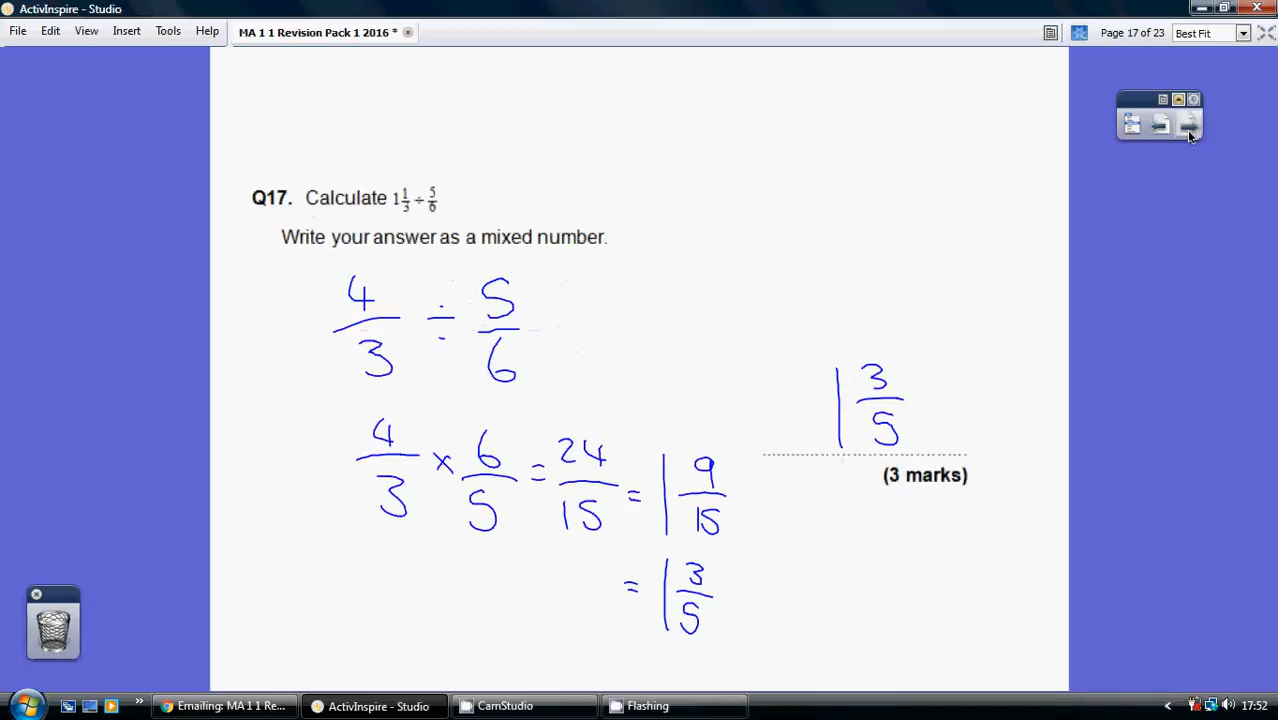 ActivInspire - Studio
File Edit View Insert Tools Help MA 1 1 Revision Pack 1 2016 * Page 17 of 23 Best Fit
Q17. Calculate 1 1/3 ÷ 5/6
Write your answer as a mixed number.
4/3 ÷ 5/6
1 3/5
(3 marks)
4/3 × 6/5 = 24/15 = 1 9/15
= 1 3/5
Emailing: MA 1 1 Re... ActivInspire - Studio CamStudio Flashing 17:52